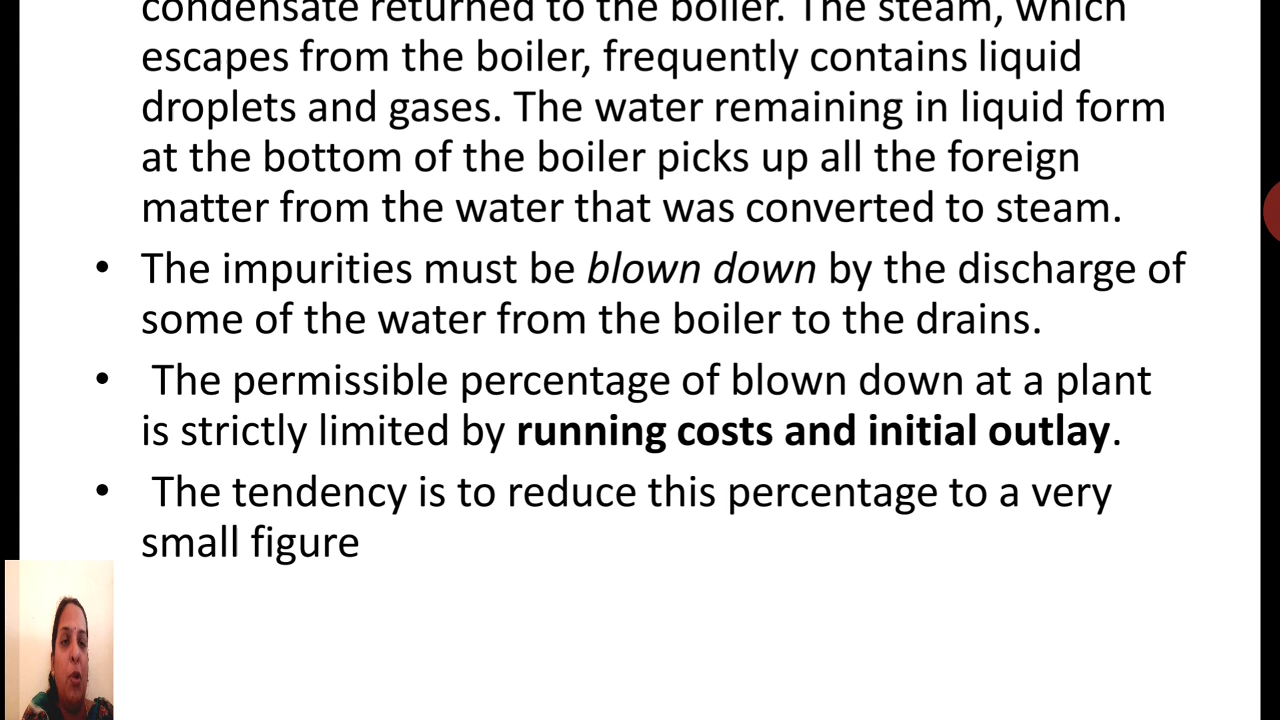 condensate returned to the boiler. The steam, which
escapes from the boiler, frequently contains liquid
droplets and gases. The water remaining in liquid form
at the bottom of the boiler picks up all the foreign
matter from the water that was converted to steam.
• The impurities must be blown down by the discharge of
some of the water from the boiler to the drains.
• The permissible percentage of blown down at a plant
is strictly limited by running costs and initial outlay.
• The tendency is to reduce this percentage to a very
small figure